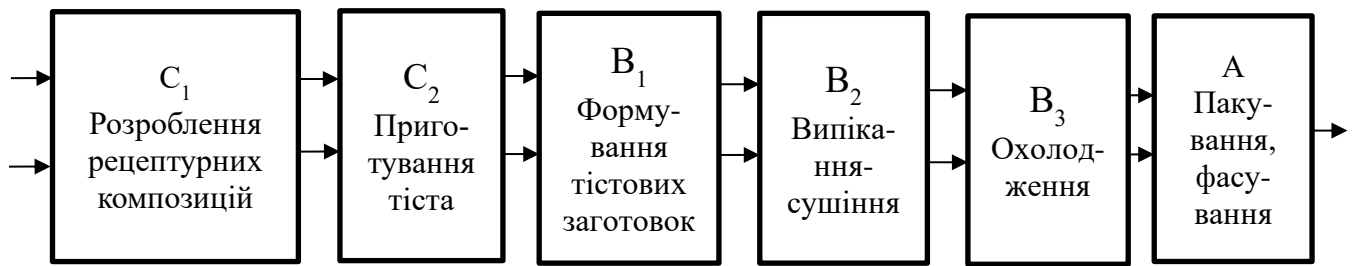 C₁
Розроблення
рецептурних
композицій
C₂
Приго-
тування
тіста
B₁
Форму-
вання
тістових
заготовок
B₂
Випіка-
ння-
сушіння
B₃
Охолод-
ження
A
Паку-
вання,
фасу-
вання